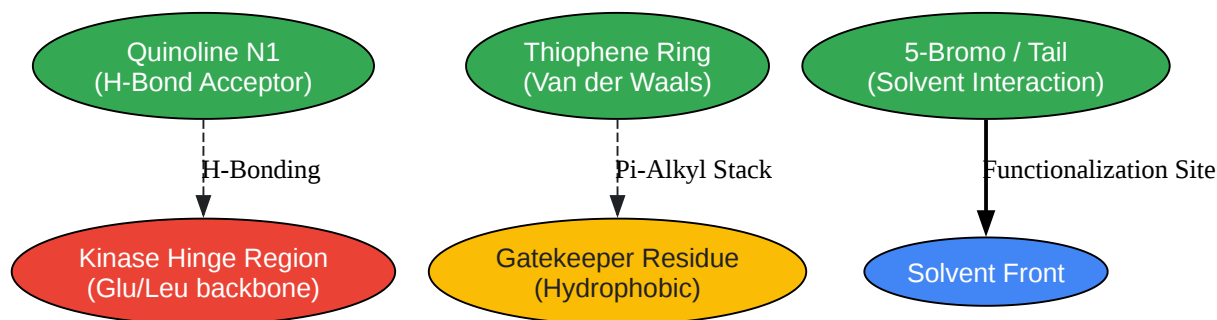 Quinoline N1
(H-Bond Acceptor)
Thiophene Ring
(Van der Waals)
5-Bromo / Tail
(Solvent Interaction)
H-Bonding
Pi-Alkyl Stack
Functionalization Site
Kinase Hinge Region
(Glu/Leu backbone)
Gatekeeper Residue
(Hydrophobic)
Solvent Front